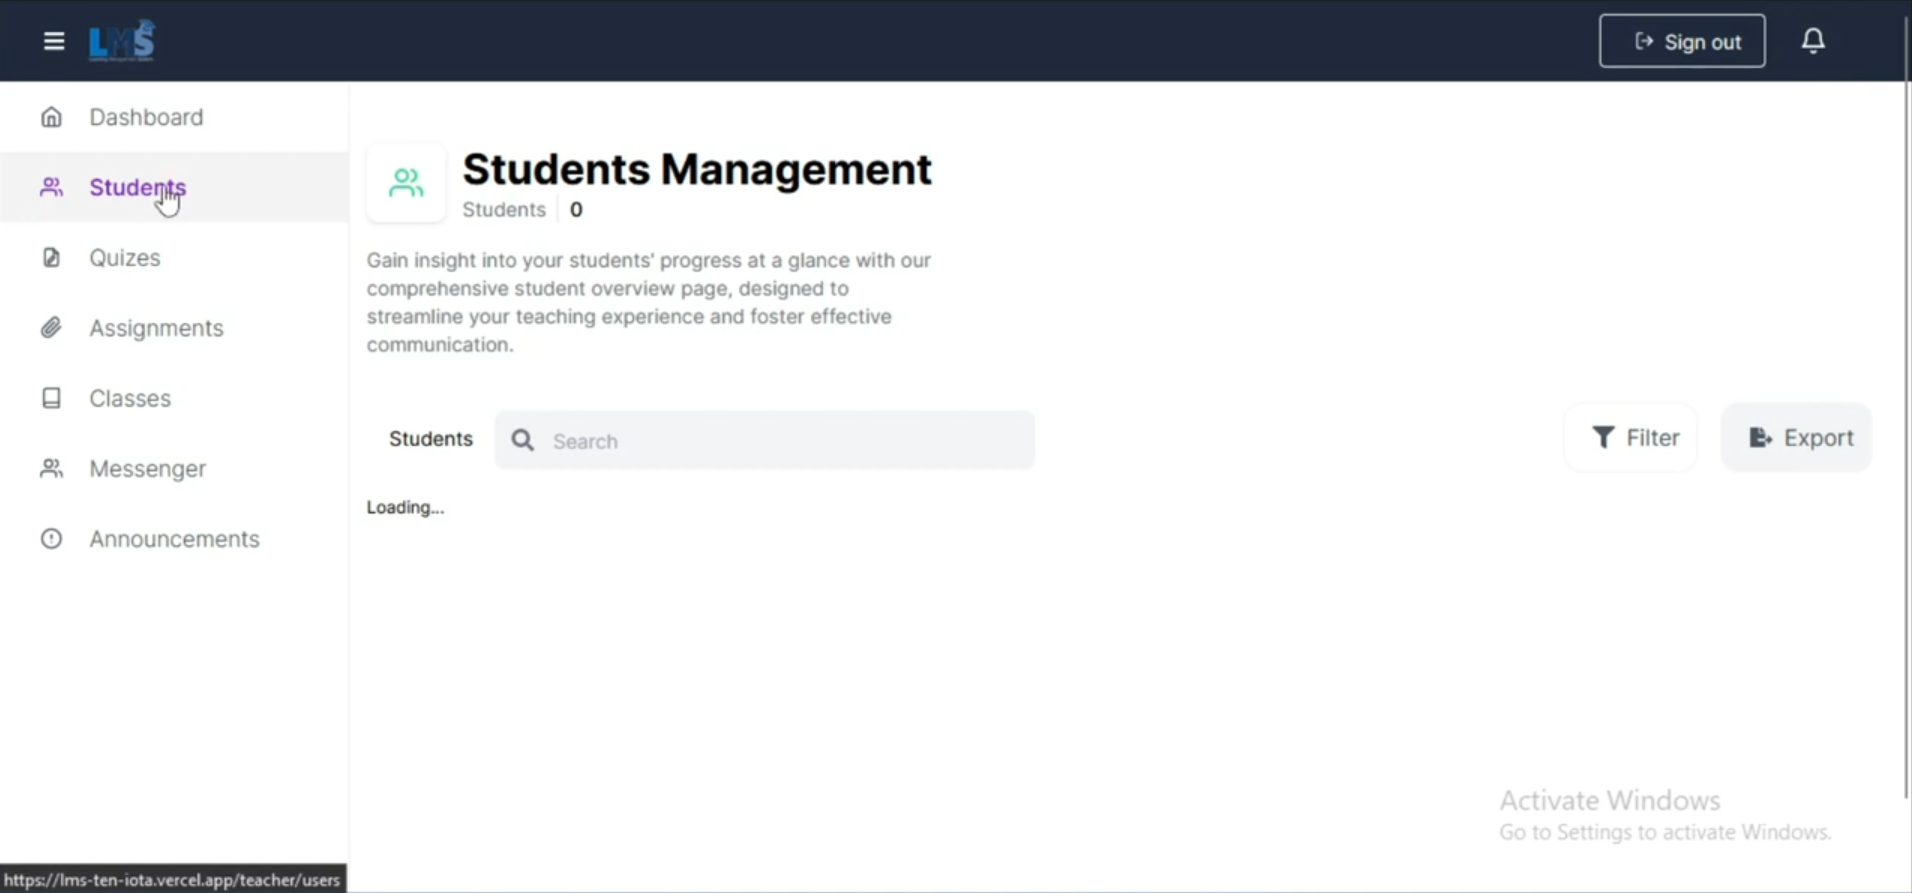 LMS
Sign out
Dashboard
Students
Quizes
Assignments
Classes
Messenger
Announcements
Students Management
Students 0
Gain insight into your students' progress at a glance with our
comprehensive student overview page, designed to
streamline your teaching experience and foster effective
communication.
Students Search Filter Export
Loading...
Activate Windows
Go to Settings to activate Windows.
https://lms-ten-iota.vercel.app/teacher/users